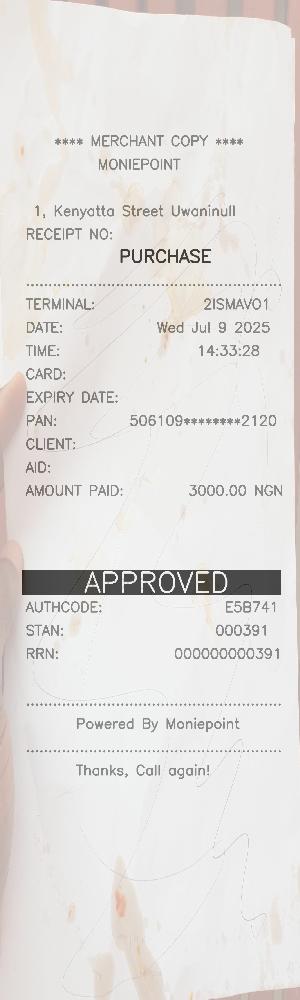 **** MERCHANT COPY ****
MONIEPOINT
1, Kenyatta Street Uwaninull
RECEIPT NO:
PURCHASE
TERMINAL: 2ISMAV01
DATE: Wed Jul 9 2025
TIME: 14:33:28
CARD:
EXPIRY DATE:
PAN: 506109********2120
CLIENT:
AID:
AMOUNT PAID: 3000.00 NGN
APPROVED
AUTHCODE: E5B741
STAN: 000391
RRN: 000000000391
Powered By Moniepoint
Thanks, Call again!